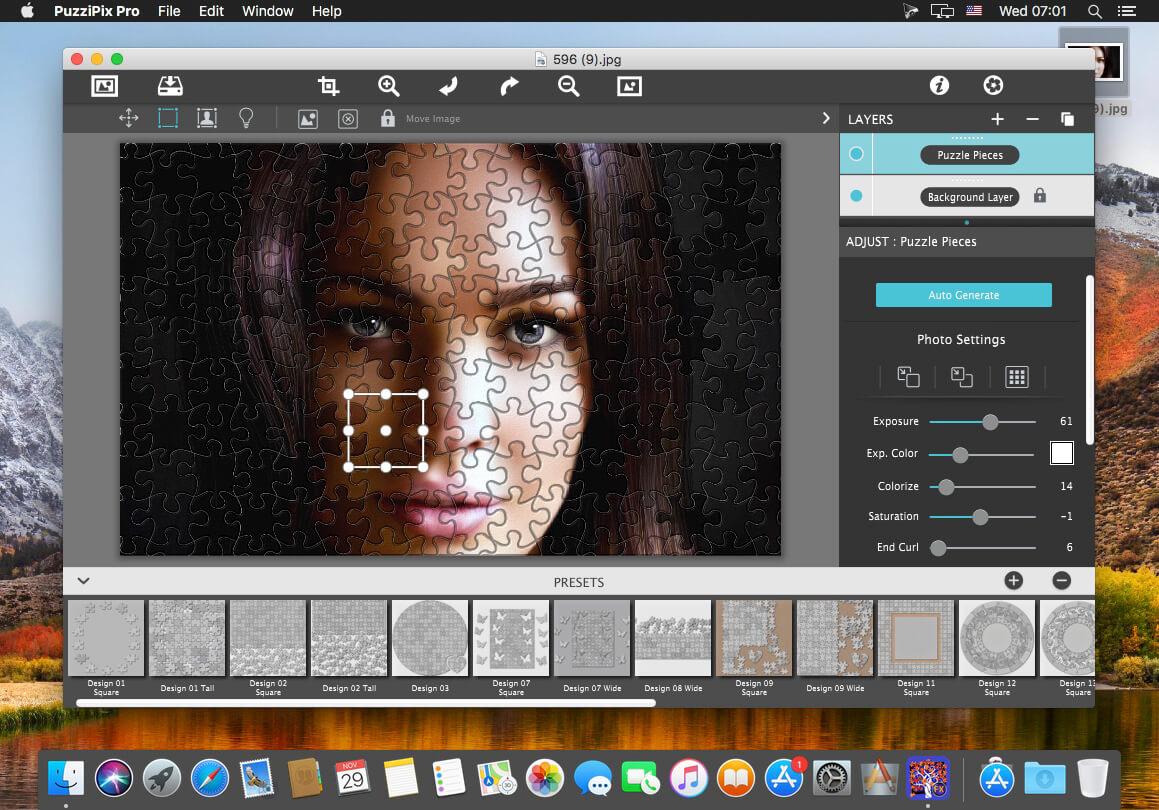 PuzziPix Pro File Edit Window Help Wed 07:01
596 (9).jpg
9).jpg
Move Image
LAYERS
Puzzle Pieces
Background Layer
ADJUST : Puzzle Pieces
Auto Generate
Photo Settings
Exposure 61
Exp. Color
Colorize 14
Saturation -1
End Curl 6
PRESETS
Design 01 Square
Design 01 Tall
Design 02 Square
Design 02 Tall
Design 03
Design 07 Square
Design 07 Wide
Design 08 Wide
Design 09 Square
Design 09 Wide
Design 11 Square
Design 12 Square
Design 13 Square
NOV
29
1
FX